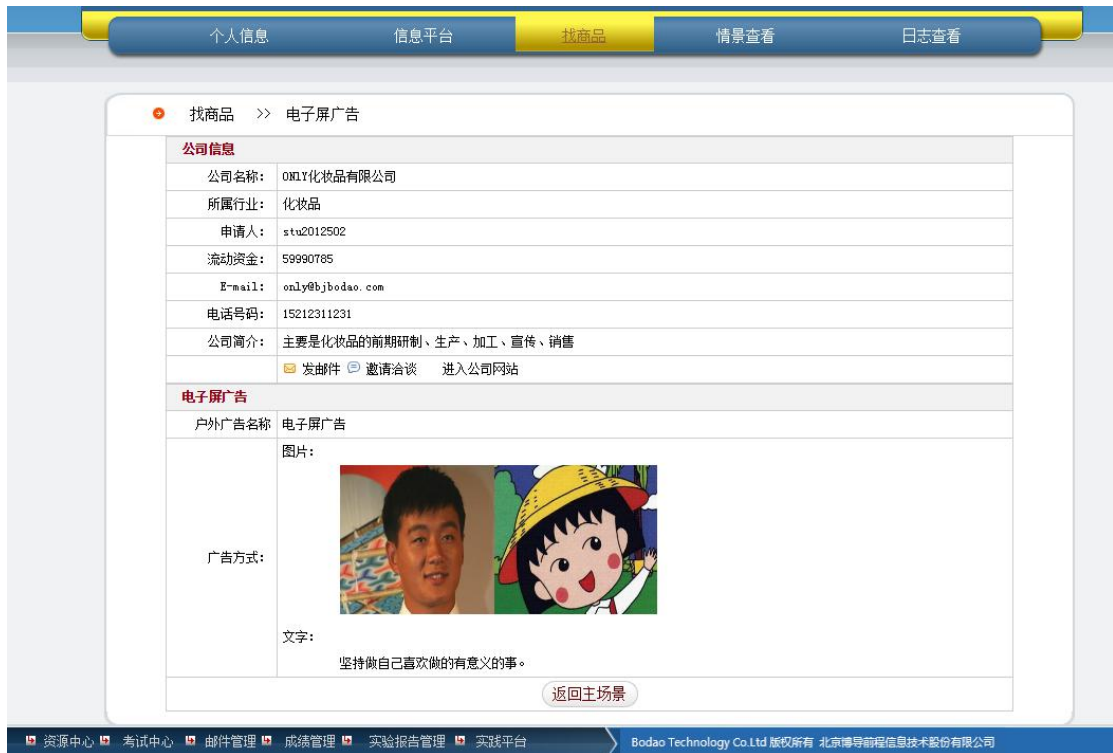 个人信息 信息平台 找商品 情景查看 日志查看
找商品 >> 电子屏广告
公司信息
公司名称： ONlY化妆品有限公司
所属行业： 化妆品
申请人： stu2012502
流动资金： 59990785
E-mail： only@bjbodao.com
电话号码： 15212311231
公司简介： 主要是化妆品的前期研制、生产、加工、宣传、销售
发邮件 邀请洽谈 进入公司网站
电子屏广告
户外广告名称 电子屏广告
图片：
广告方式：
文字：
坚持做自己喜欢做的有意义的事。
返回主场景
资源中心 考试中心 邮件管理 成绩管理 实验报告管理 实践平台 Bodao Technology Co.Ltd 版权所有 北京博导前程信息技术股份有限公司